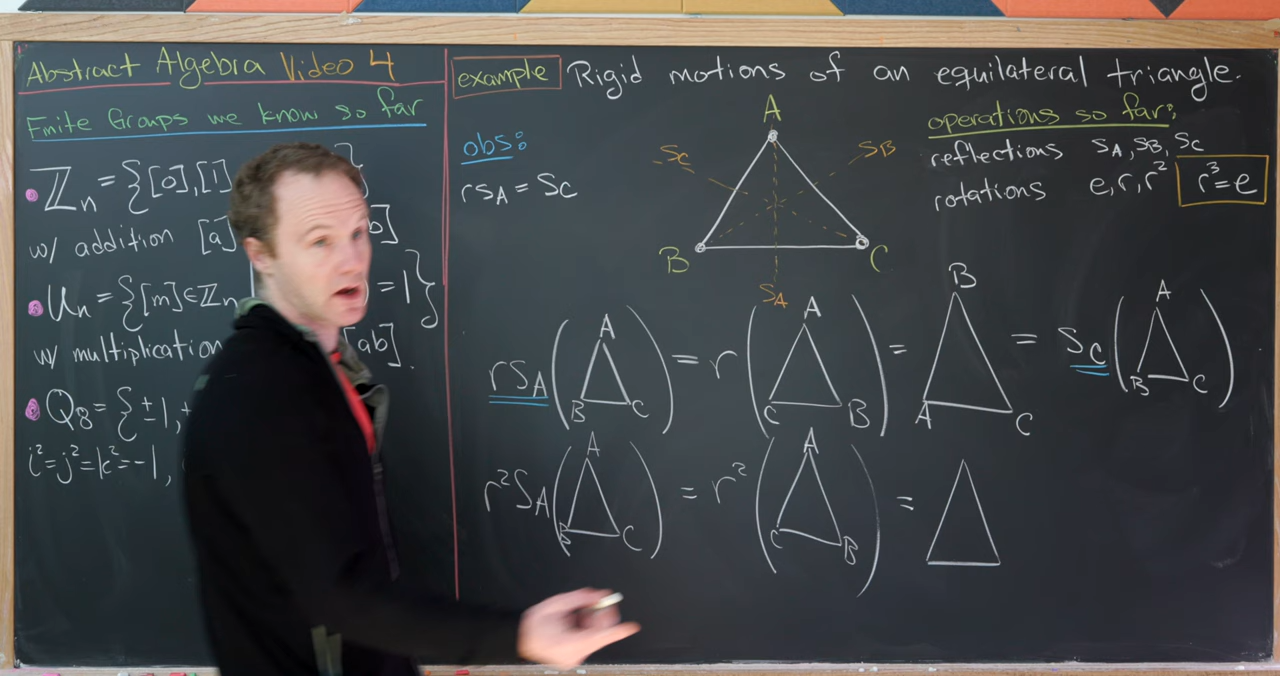 Abstract Algebra Video 4
Finite Groups we know so far
ℤn = {[0],[1] }
w/ addition [a] b]
Un = {[m]∈ℤn =1}
w/ multiplication [ab].
Q8 = {±1,
i²=j²=k²=-1,
example Rigid motions of an equilateral triangle.
obs:
rsA = sC
A
sC sB
B C
sA
operations so far:
reflections sA, sB, sC
rotations e, r, r² r³=e
rsA(A B C) = r(A C B) = B A C = sC(A B C)
r²sA(A B C) = r²(A C B) =